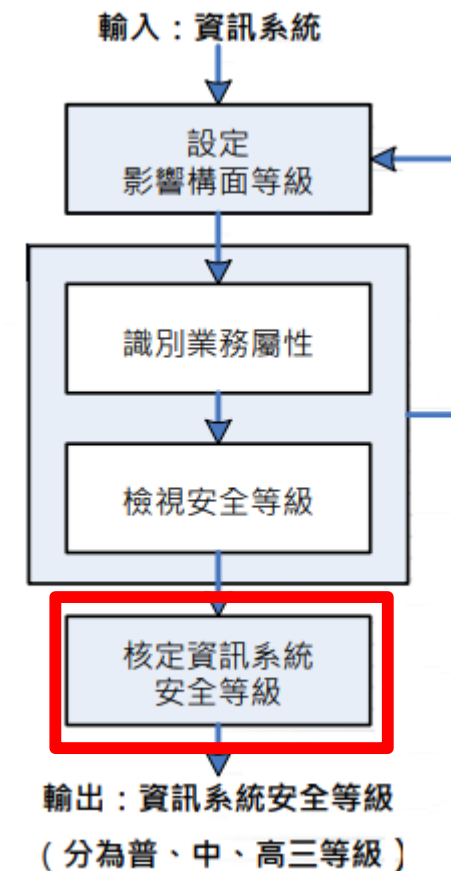 輸入：資訊系統
設定
影響構面等級
識別業務屬性
檢視安全等級
核定資訊系統
安全等級
輸出：資訊系統安全等級
（分為普、中、高三等級）